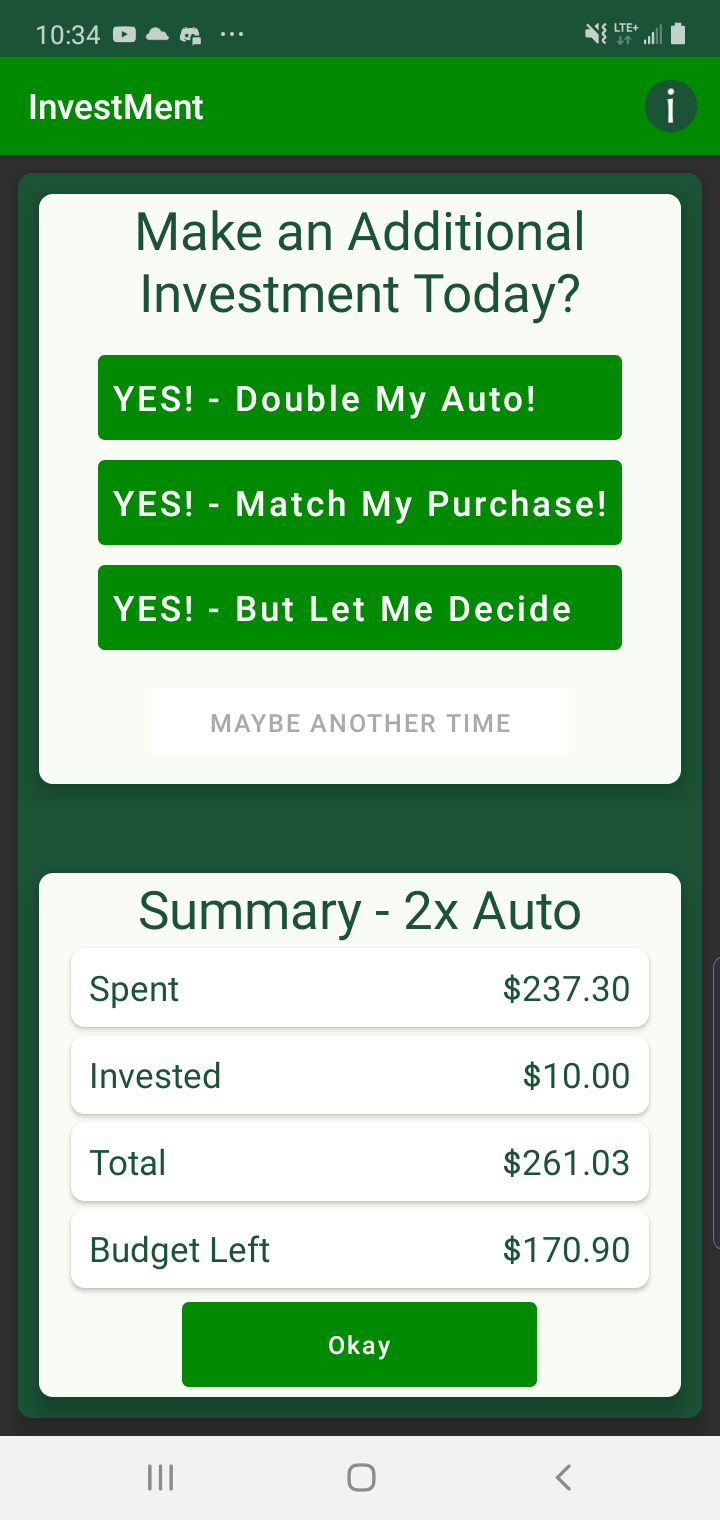 10:34
LTE+
InvestMent
i
Make an Additional
Investment Today?
YES! - Double My Auto!
YES! - Match My Purchase!
YES! - But Let Me Decide
MAYBE ANOTHER TIME
Summary - 2x Auto
Spent $237.30
Invested $10.00
Total $261.03
Budget Left $170.90
Okay